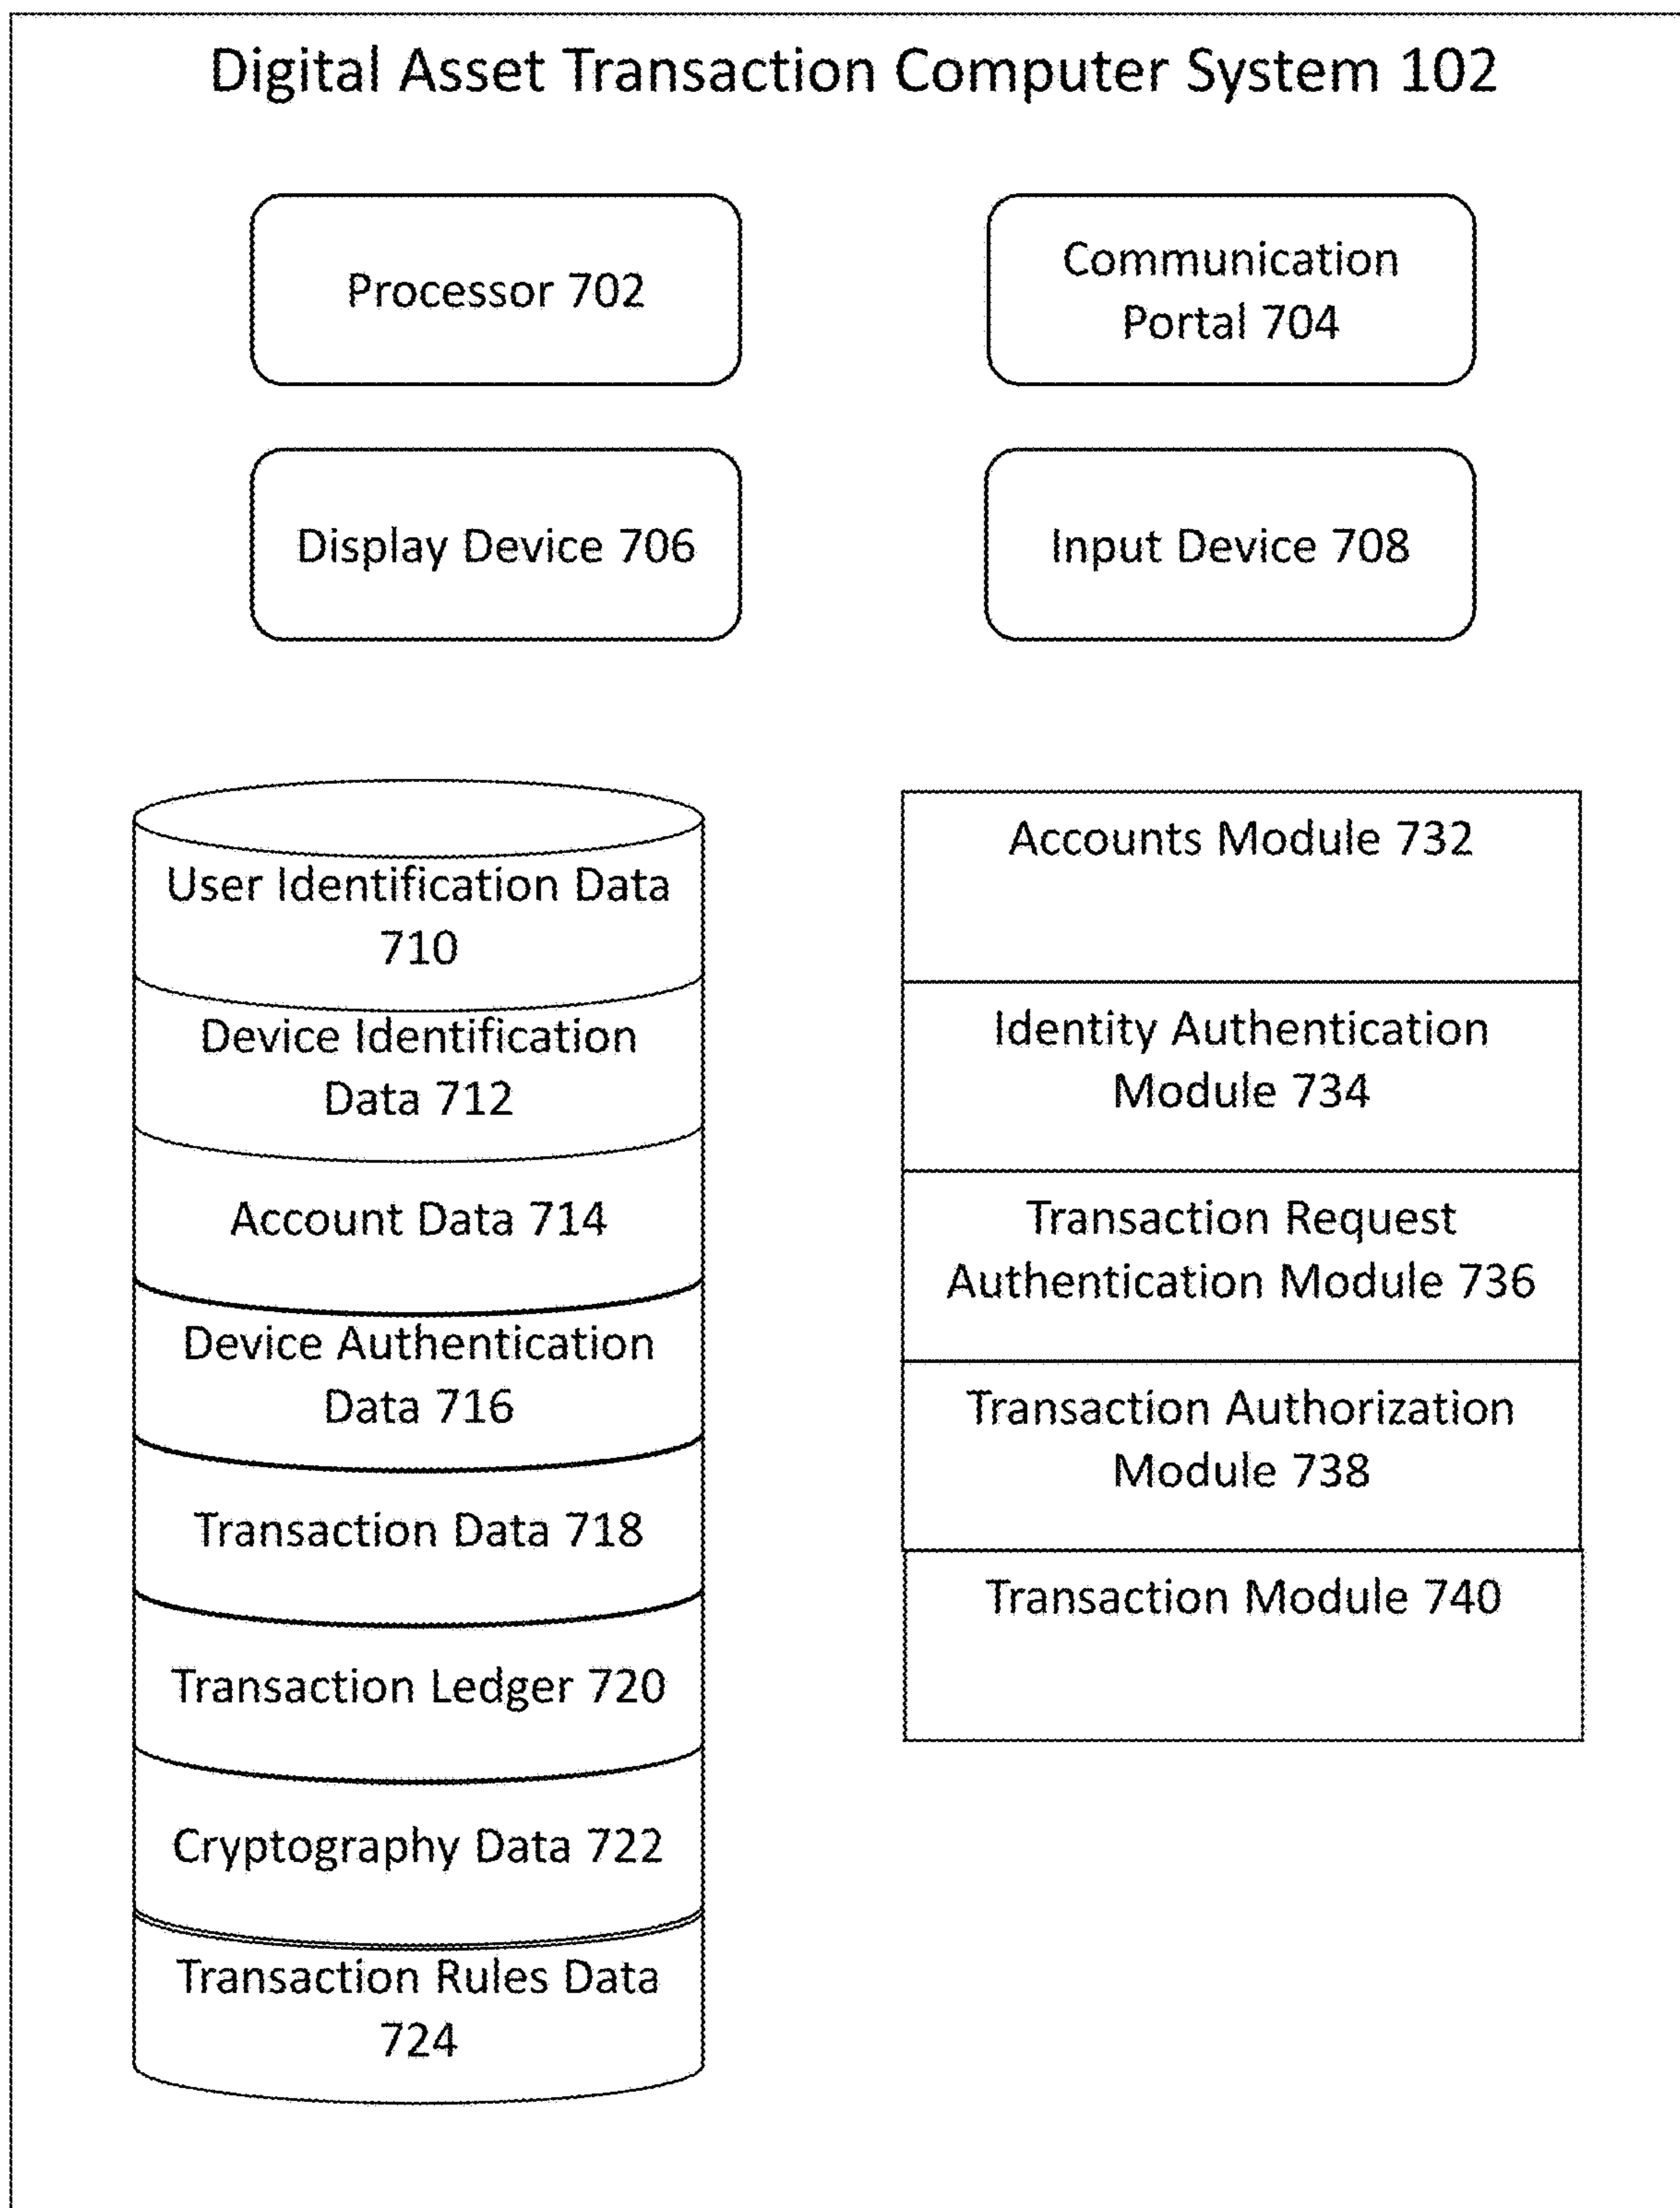 Digital Asset Transaction Computer System 102
Processor 702
Communication
Portal 704
Display Device 706
Input Device 708
User Identification Data
710
Device Identification
Data 712
Account Data 714
Device Authentication
Data 716
Transaction Data 718
Transaction Ledger 720
Cryptography Data 722
Transaction Rules Data
724
Accounts Module 732
Identity Authentication
Module 734
Transaction Request
Authentication Module 736
Transaction Authorization
Module 738
Transaction Module 740